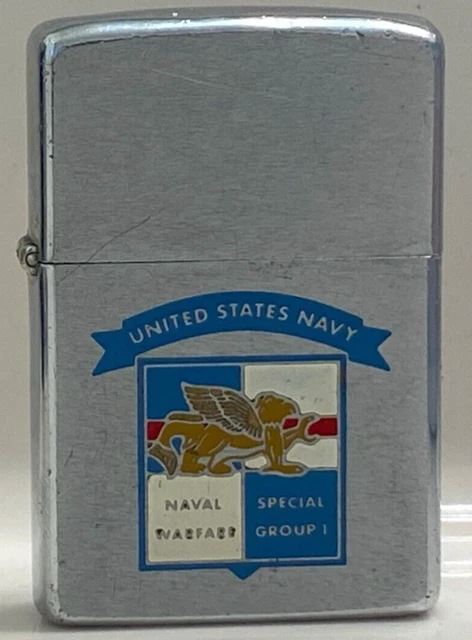 UNITED STATES NAVY
NAVAL SPECIAL
WARFARE GROUP 1